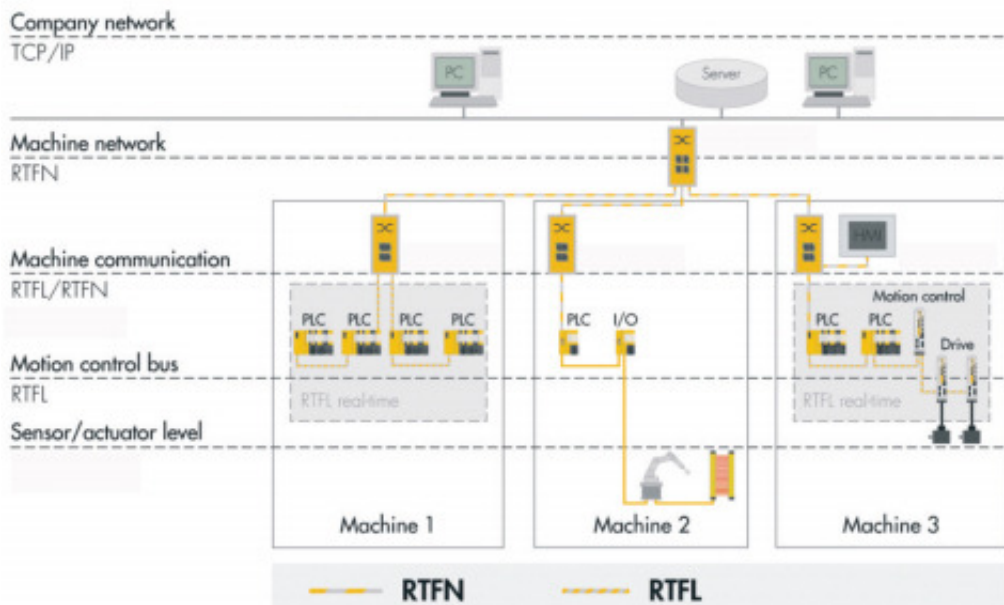 Company network
TCP/IP
PC
Server
PC
Machine network
RTFN
HMI
Machine communication
RTFL/RTFN
Motion control
PLC
PLC
PLC
PLC
PLC
I/O
PLC
PLC
Drive
Motion control bus
RTFL
RTFL real-time
RTFL real-time
Sensor/actuator level
Machine 1
Machine 2
Machine 3
RTFN
RTFL